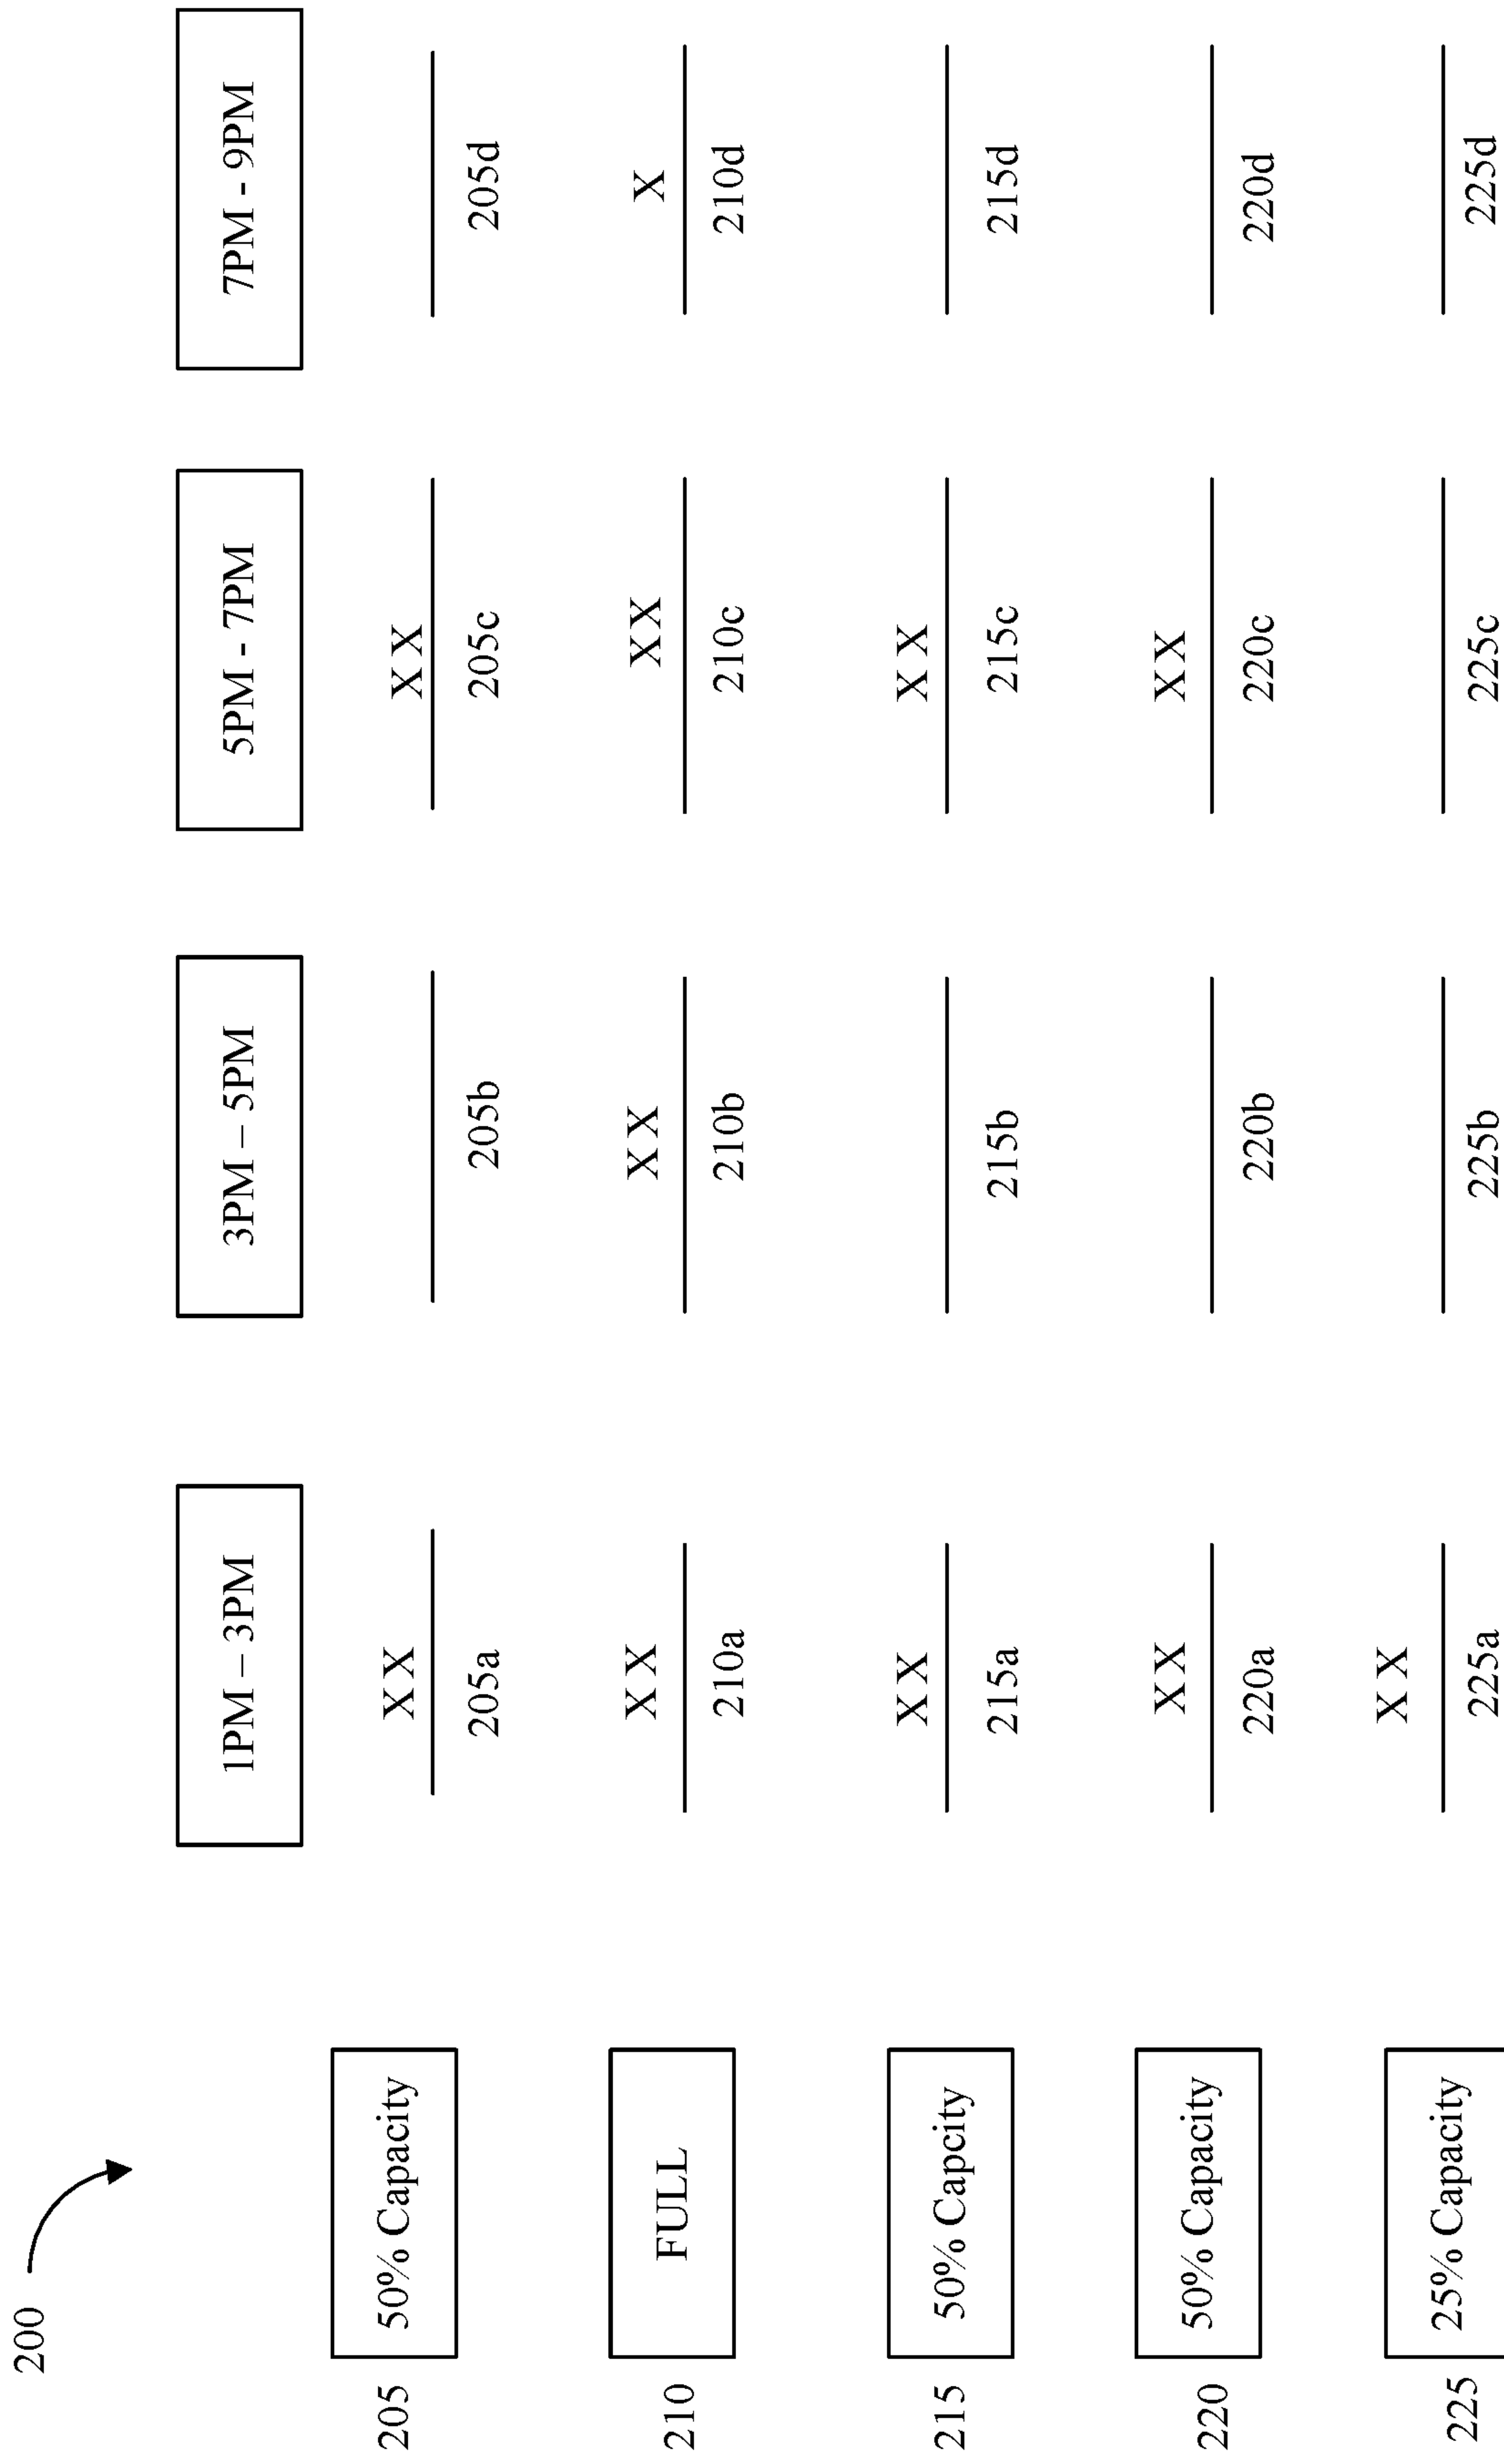 200
1PM – 3PM 3PM – 5PM 5PM - 7PM 7PM - 9PM
205 50% Capacity X X X X
205a 205b 205c 205d
210 FULL X X X X X X X
210a 210b 210c 210d
215 50% Capcity X X X X
215a 215b 215c 215d
220 50% Capacity X X X X
220a 220b 220c 220d
225 25% Capacity X X
225a 225b 225c 225d